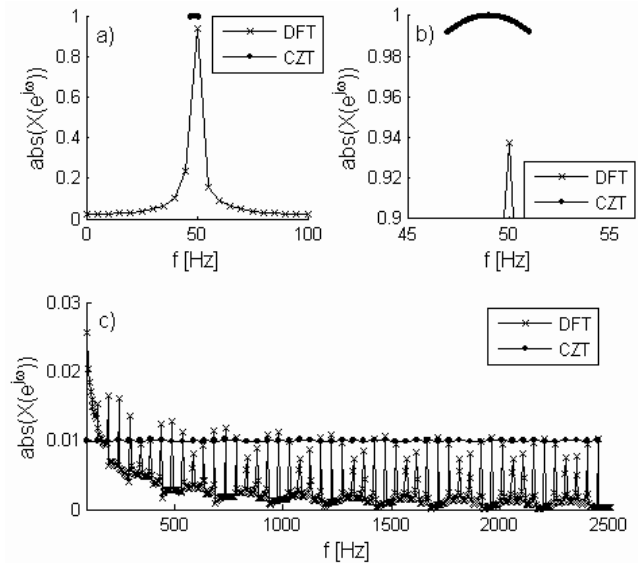 a)
DFT
CZT
1
0.8
0.6
0.4
0.2
0
abs(X(e^jω))
0 50 100
f [Hz]
b)
DFT
CZT
1
0.98
0.96
0.94
0.92
0.9
abs(X(e^jω))
45 50 55
f [Hz]
c)
DFT
CZT
0.03
0.02
0.01
0
abs(X(e^jω))
500 1000 1500 2000 2500
f [Hz]